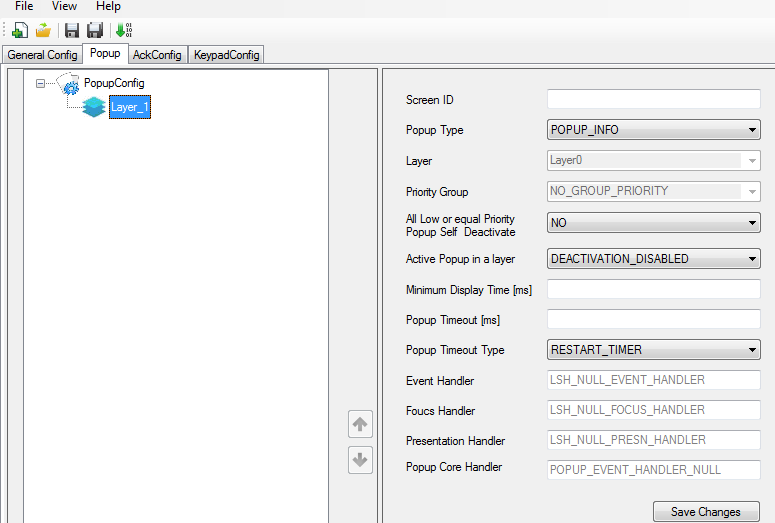 File View Help
01
10
General Config Popup AckConfig KeypadConfig
PopupConfig
Layer_1
Screen ID
Popup Type POPUP_INFO
Layer Layer0
Priority Group NO_GROUP_PRIORITY
All Low or equal Priority
Popup Self Deactivate NO
Active Popup in a layer DEACTIVATION_DISABLED
Minimum Display Time [ms]
Popup Timeout [ms]
Popup Timeout Type RESTART_TIMER
Event Handler LSH_NULL_EVENT_HANDLER
Foucs Handler LSH_NULL_FOCUS_HANDLER
Presentation Handler LSH_NULL_PRESN_HANDLER
Popup Core Handler POPUP_EVENT_HANDLER_NULL
Save Changes